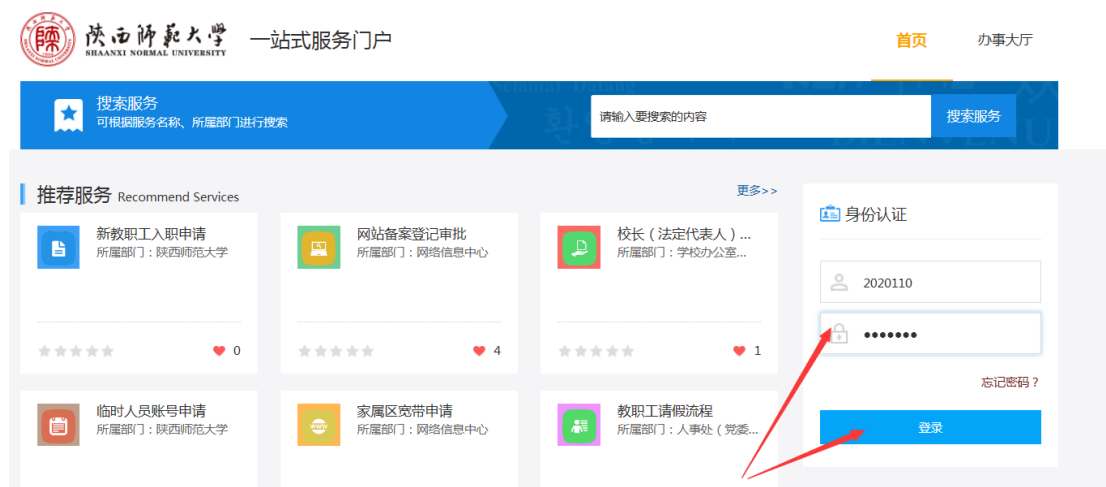 陕西师范大学
SHAANXI NORMAL UNIVERSITY
一站式服务门户
首页
办事大厅
搜索服务
可根据服务名称、所属部门进行搜索
请输入要搜索的内容
搜索服务
推荐服务 Recommend Services
更多>>
新教职工入职申请
所属部门：陕西师范大学
0
网站备案登记审批
所属部门：网络信息中心
4
校长（法定代表人）...
所属部门：学校办公室...
1
临时人员账号申请
所属部门：陕西师范大学
家属区宽带申请
所属部门：网络信息中心
教职工请假流程
所属部门：人事处（党委...
身份认证
2020110
●●●●●●●
忘记密码？
登录